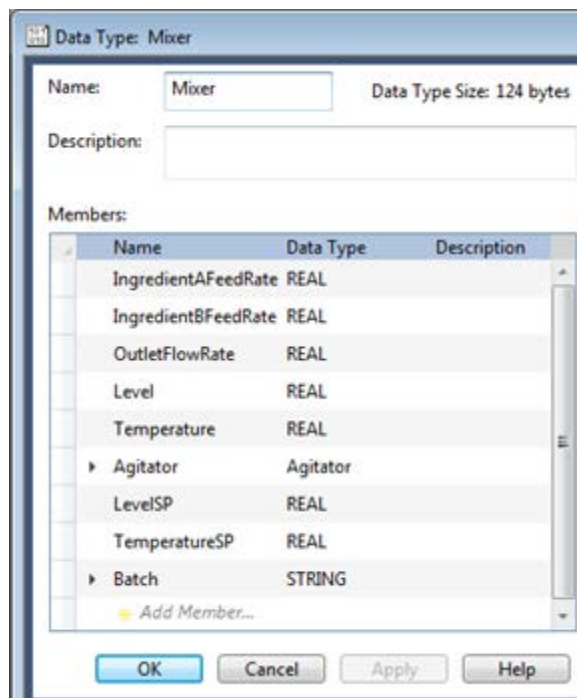 Data Type: Mixer
Name: Mixer Data Type Size: 124 bytes
Description:
Members:
Name Data Type Description
IngredientAFeedRate REAL
IngredientBFeedRate REAL
OutletFlowRate REAL
Level REAL
Temperature REAL
Agitator Agitator
LevelSP REAL
TemperatureSP REAL
Batch STRING
Add Member...
OK Cancel Apply Help